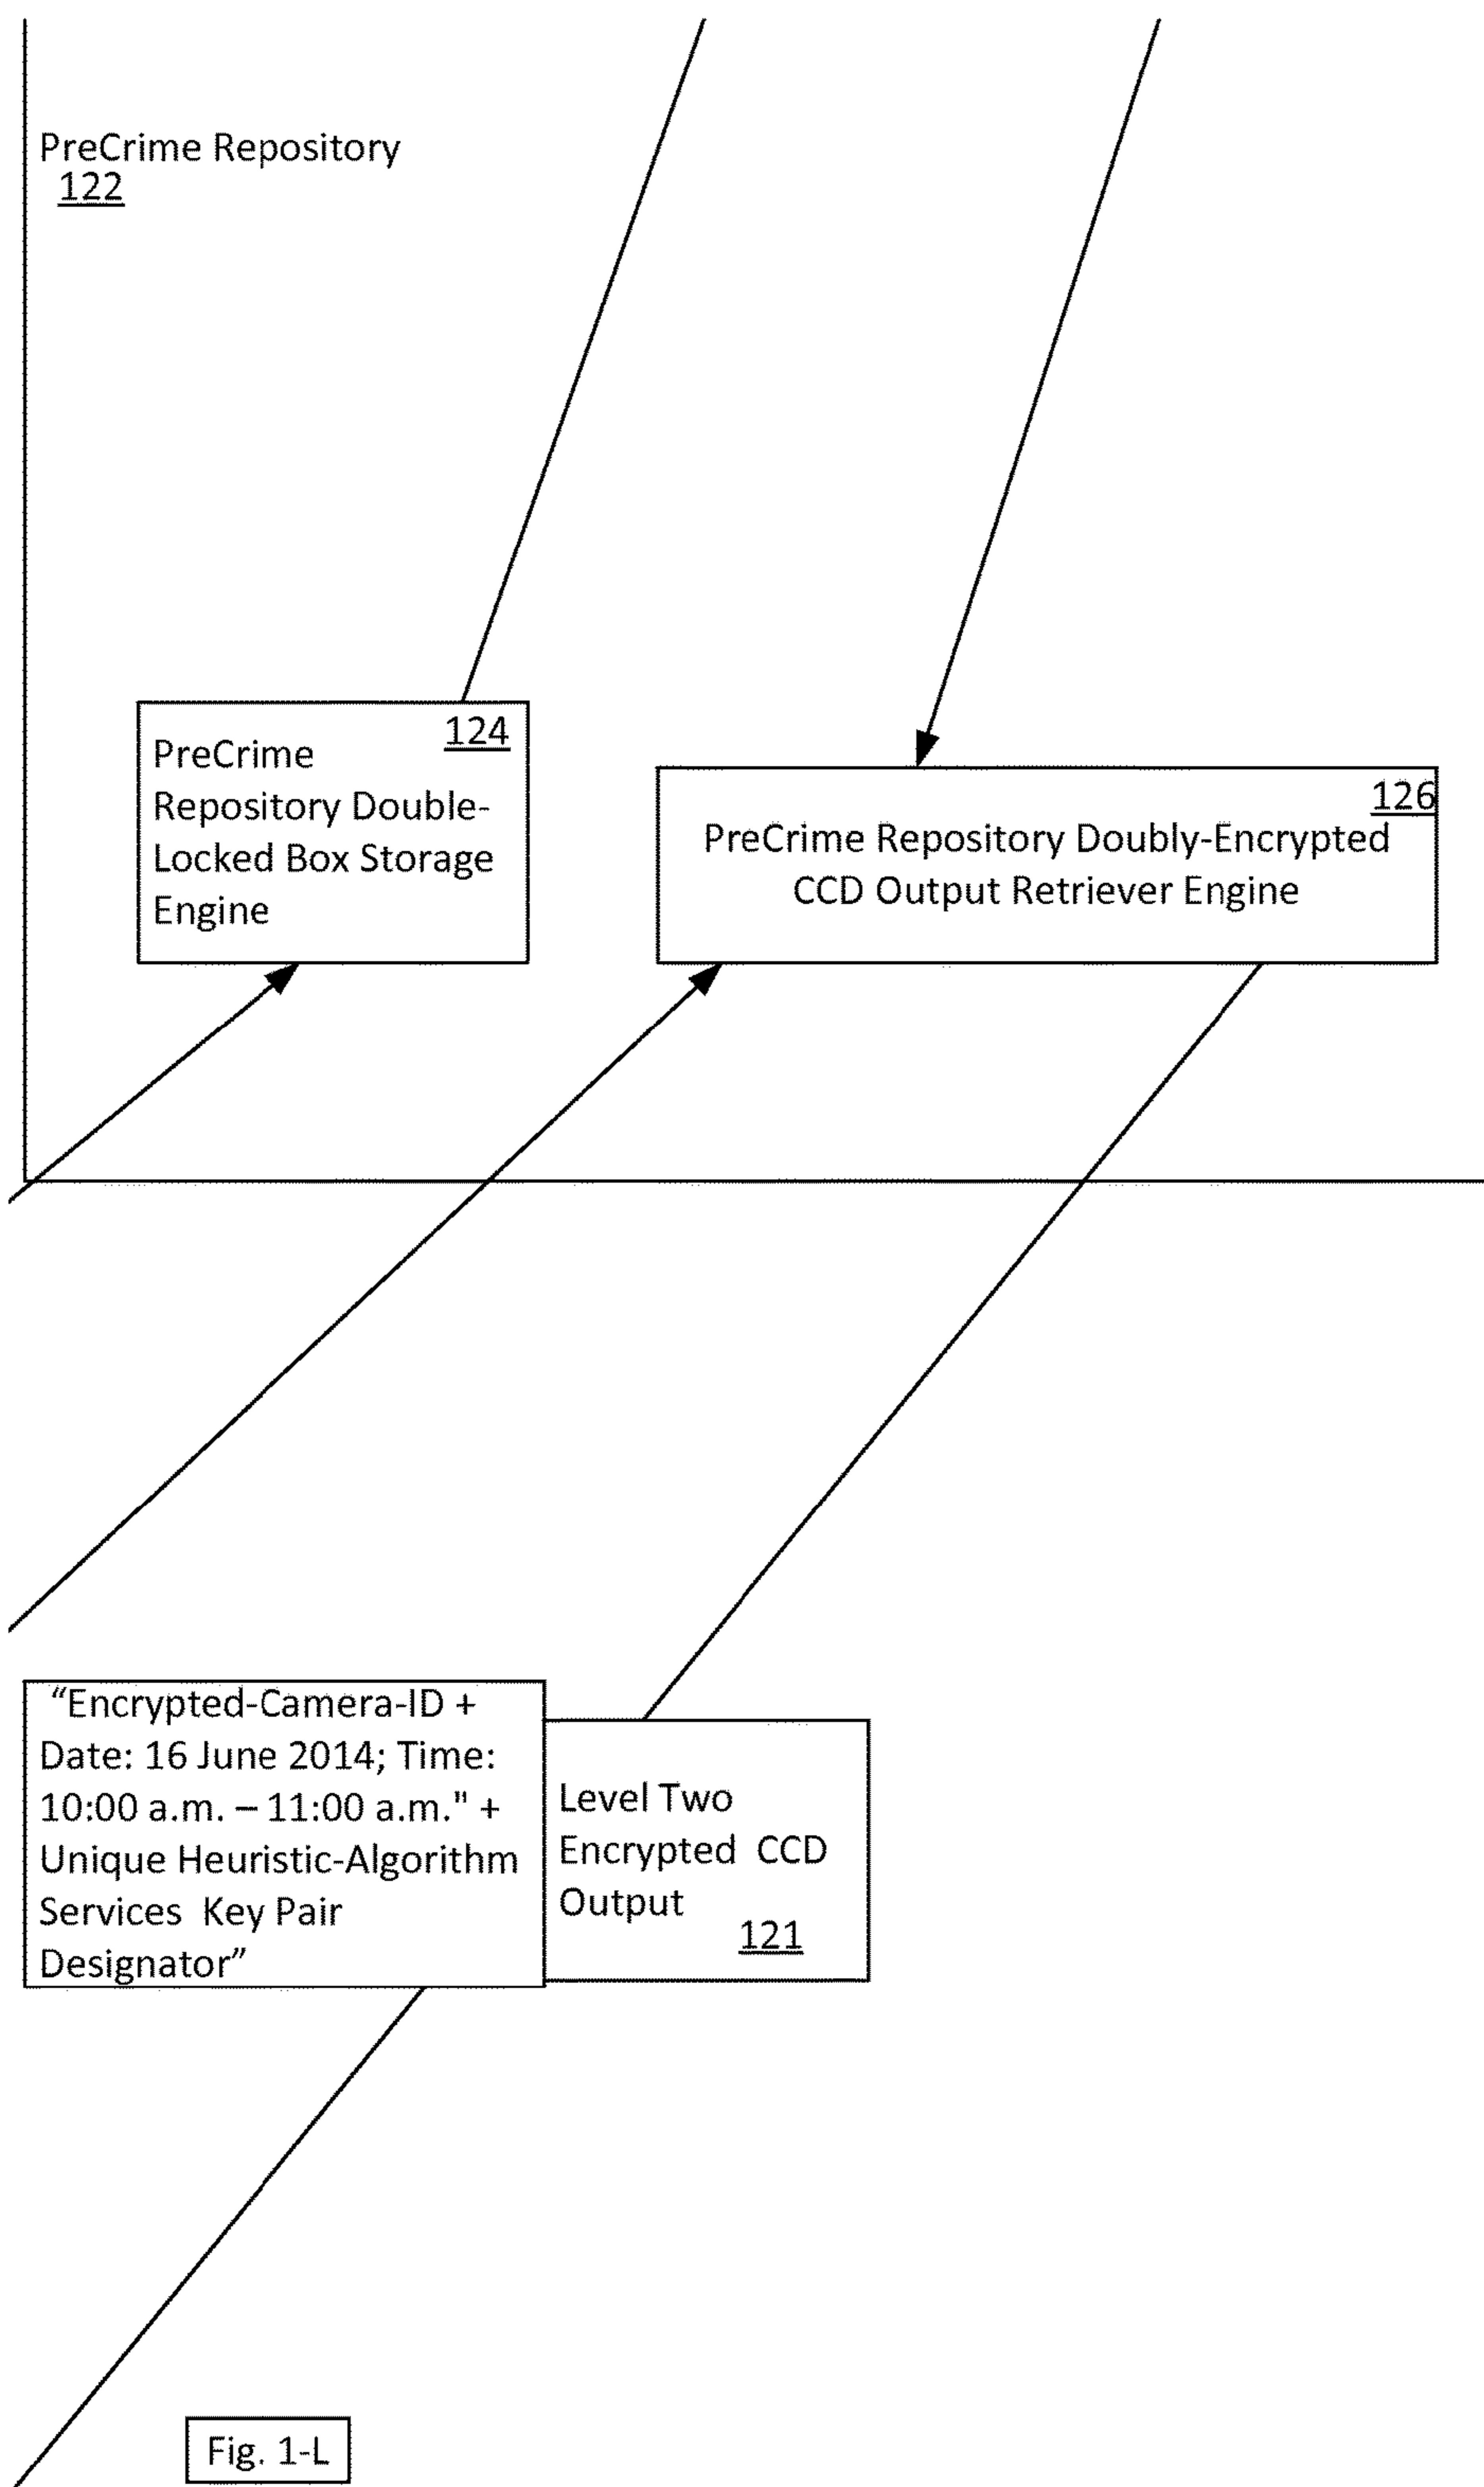 PreCrime Repository
122
124
PreCrime
Repository Double-
Locked Box Storage
Engine
126
PreCrime Repository Doubly-Encrypted
CCD Output Retriever Engine
“Encrypted-Camera-ID +
Date: 16 June 2014; Time:
10:00 a.m. – 11:00 a.m." +
Unique Heuristic-Algorithm
Services Key Pair
Designator”
Level Two
Encrypted CCD
Output
121
Fig. 1-L